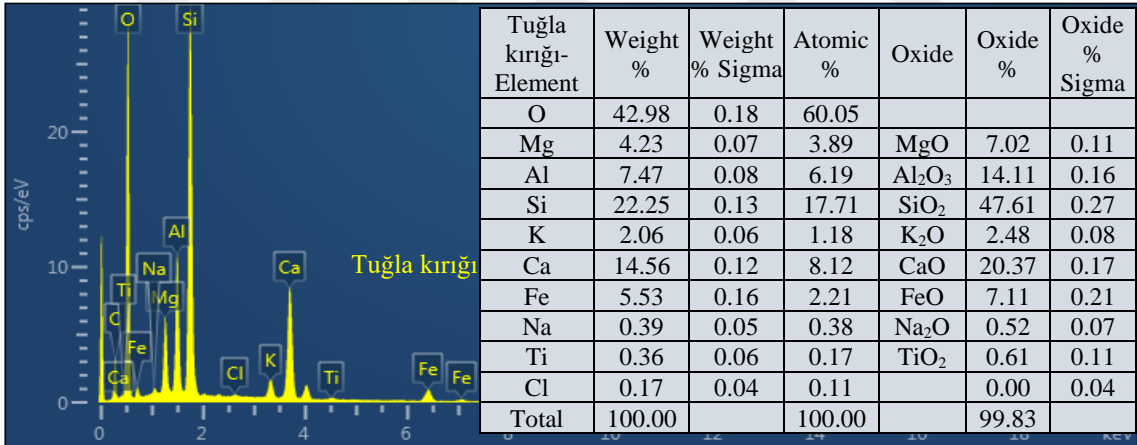 O
Si
20
cps/eV
Al
10
Tuğla kırığı
Na
Ca
Ti
Mg
C
Fe
K
Fe
Ca
Cl
Ti
Fe
0
0
2
4
6
Tuğla kırığı-Element Weight % Weight % Sigma Atomic % Oxide Oxide % Oxide % Sigma
O 42.98 0.18 60.05
Mg 4.23 0.07 3.89 MgO 7.02 0.11
Al 7.47 0.08 6.19 Al₂O₃ 14.11 0.16
Si 22.25 0.13 17.71 SiO₂ 47.61 0.27
K 2.06 0.06 1.18 K₂O 2.48 0.08
Ca 14.56 0.12 8.12 CaO 20.37 0.17
Fe 5.53 0.16 2.21 FeO 7.11 0.21
Na 0.39 0.05 0.38 Na₂O 0.52 0.07
Ti 0.36 0.06 0.17 TiO₂ 0.61 0.11
Cl 0.17 0.04 0.11 0.00 0.04
Total 100.00 100.00 99.83